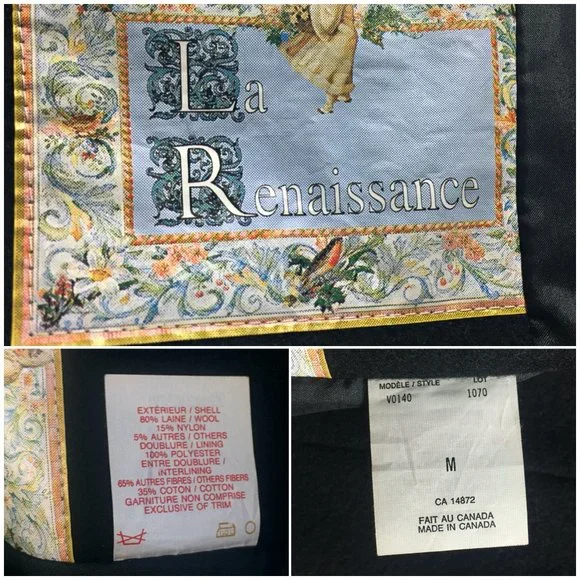 La
Renaissance
EXTÉRIEUR / SHELL
80% LAINE / WOOL
15% NYLON
5% AUTRES / OTHERS
DOUBLURE / LINING
100% POLYESTER
ENTRE DOUBLURE /
INTERLINING
65% AUTRES FIBRES / OTHERS FIBERS
35% COTON / COTTON
GARNITURE NON COMPRISE
EXCLUSIVE OF TRIM
MODÈLE / STYLE LOT
V0140 1070
M
CA 14872
FAIT AU CANADA
MADE IN CANADA